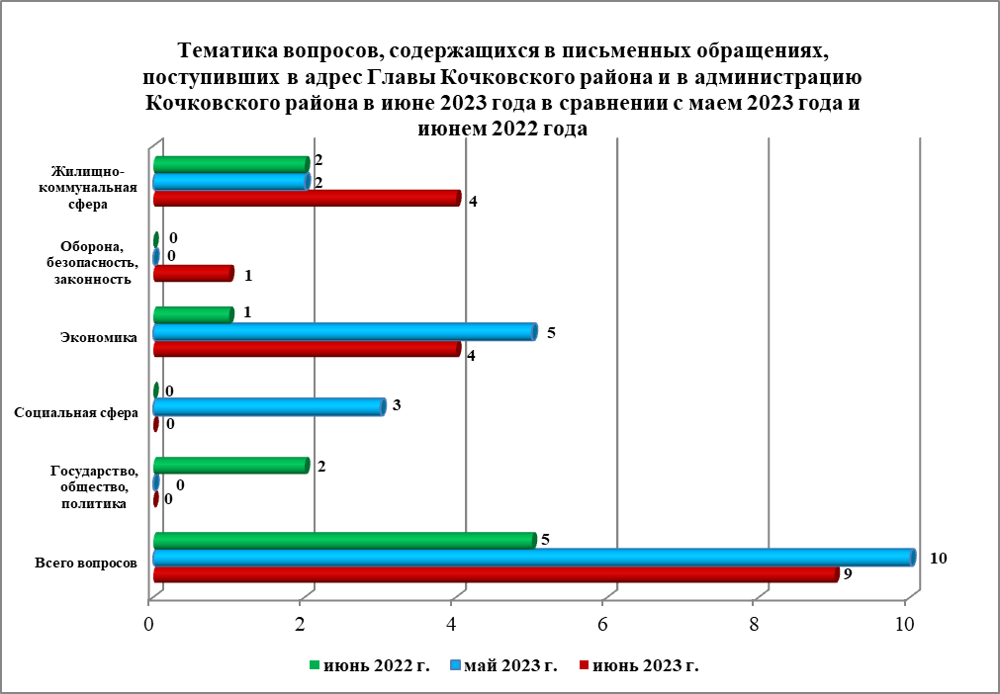 Тематика вопросов, содержащихся в письменных обращениях,
поступивших в адрес Главы Кочковского района и в администрацию
Кочковского района в июне 2023 года в сравнении с маем 2023 года и
июнем 2022 года
Жилищно-
коммунальная
сфера
2
2
4
Оборона,
безопасность,
законность
0
0
1
Экономика
1
5
4
Социальная сфера
0
3
0
Государство,
общество,
политика
2
0
0
Всего вопросов
5
10
9
0 2 4 6 8 10
июнь 2022 г. май 2023 г. июнь 2023 г.